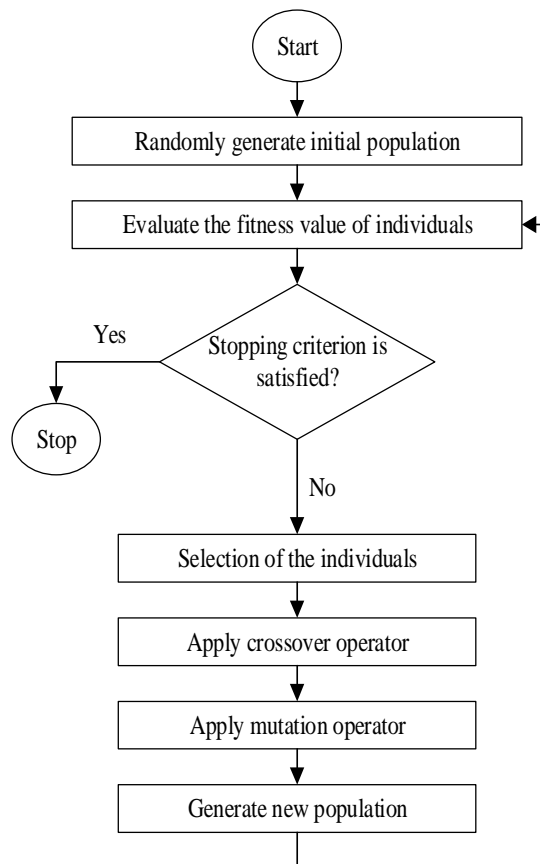 Start
Randomly generate initial population
Evaluate the fitness value of individuals
Stopping criterion is
satisfied?
Yes
Stop
No
Selection of the individuals
Apply crossover operator
Apply mutation operator
Generate new population